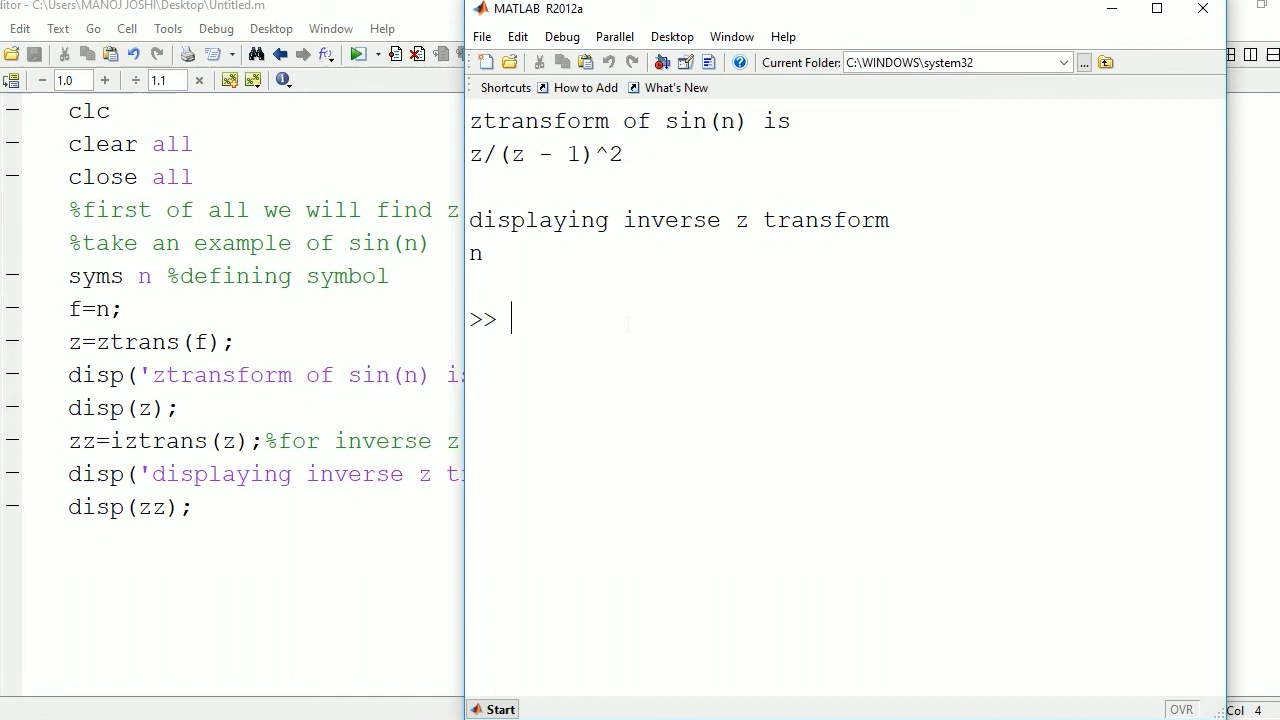 ditor - C:\Users\MANOJ JOSHI\Desktop\Untitled.m
Edit Text Go Cell Tools Debug Desktop Window Help
1.0 1.1
clc
clear all
close all
%first of all we will find z
%take an example of sin(n)
syms n %defining symbol
f=n;
z=ztrans(f);
disp('ztransform of sin(n) is
disp(z);
zz=iztrans(z);%for inverse z
disp('displaying inverse z t
disp(zz);
MATLAB R2012a
File Edit Debug Parallel Desktop Window Help
Current Folder: C:\WINDOWS\system32
Shortcuts How to Add What's New
ztransform of sin(n) is
z/(z - 1)^2
displaying inverse z transform
n
>>
Start
OVR
Col 4